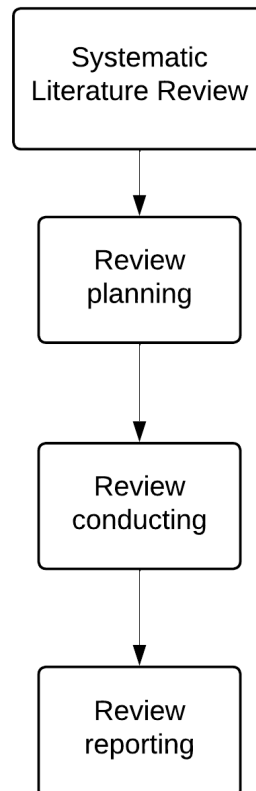 Systematic
Literature Review
Review
planning
Review
conducting
Review
reporting